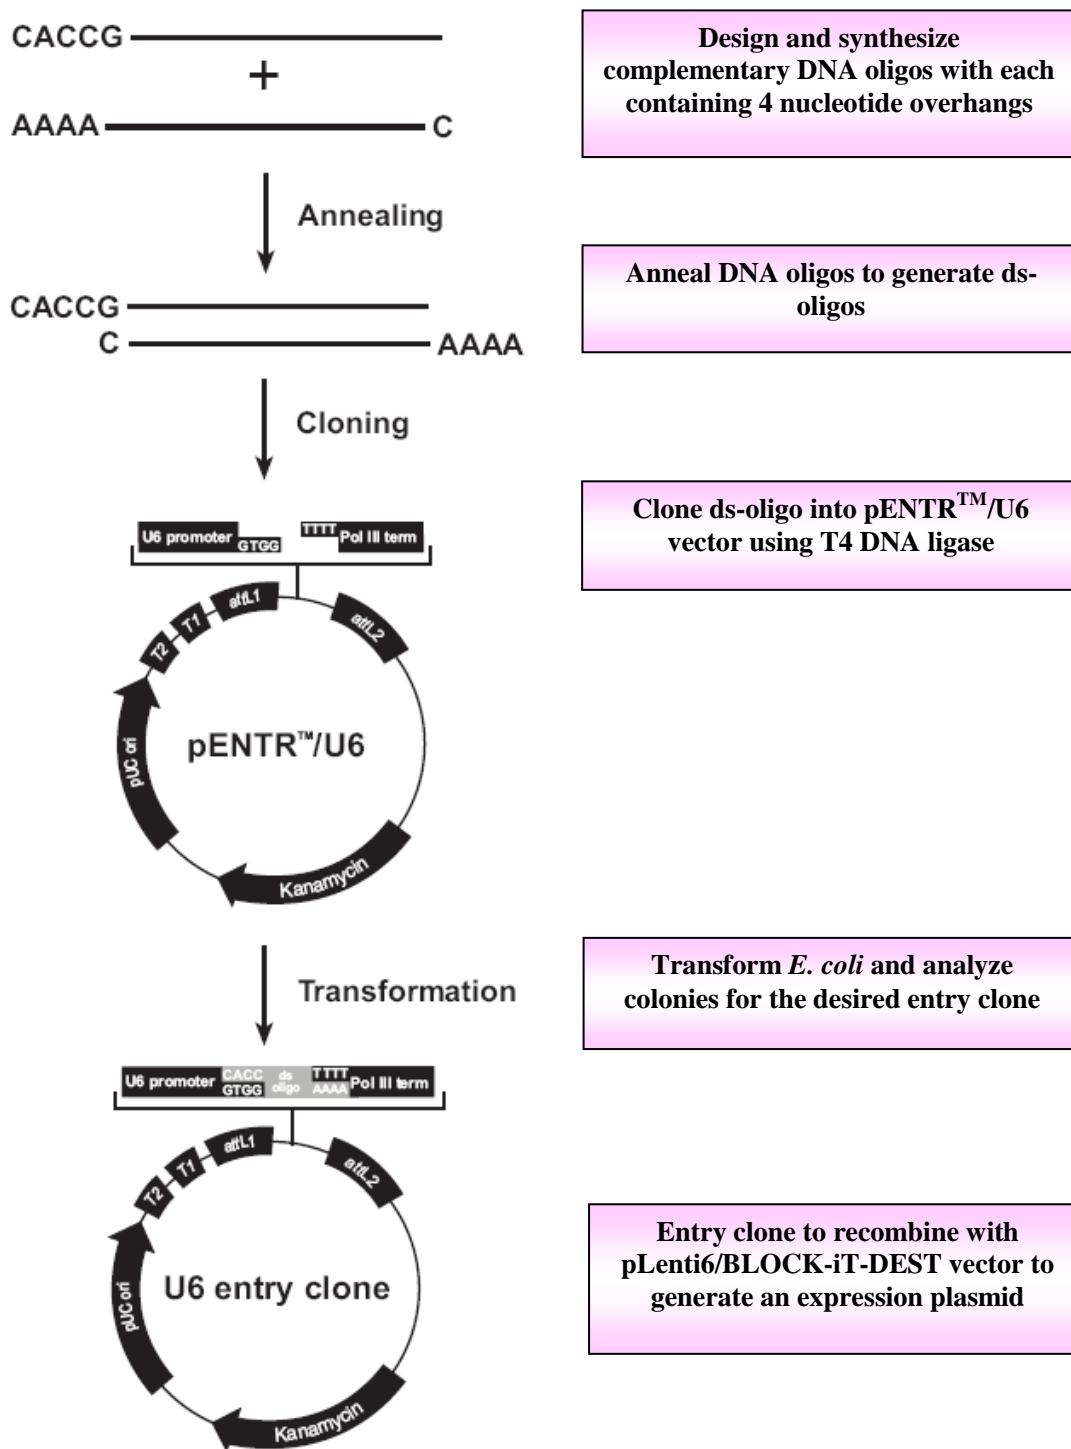 CACCG
Design and synthesize
complementary DNA oligos with each
containing 4 nucleotide overhangs
+
AAAA C
Annealing
Anneal DNA oligos to generate ds-
oligos
CACCG
C AAAA
Cloning
Clone ds-oligo into pENTR™/U6
vector using T4 DNA ligase
U6 promoter GTGG TTTT Pol III term
attL1
attL2
T1
T2
pUC ori
pENTR™/U6
Kanamycin
Transform E. coli and analyze
colonies for the desired entry clone
Transformation
U6 promoter CACC ds TTTT Pol III term
GTGG oligo AAAA
attL1
attL2
T1
T2
pUC ori
Entry clone to recombine with
pLenti6/BLOCK-iT-DEST vector to
generate an expression plasmid
U6 entry clone
Kanamycin